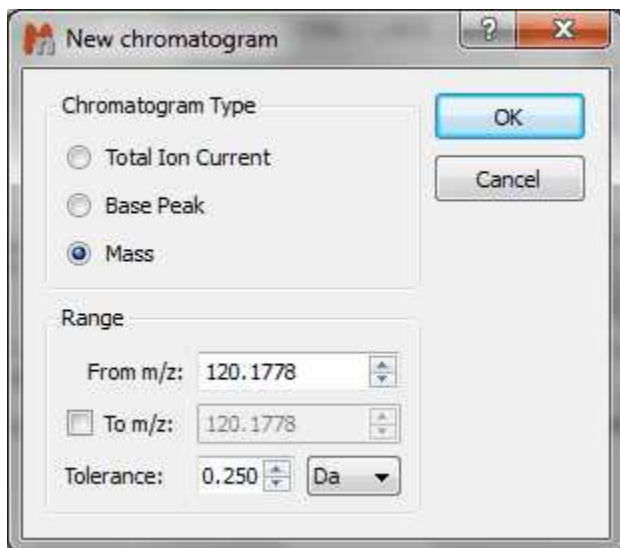 New chromatogram
?
X
Chromatogram Type
Total Ion Current
Base Peak
Mass
OK
Cancel
Range
From m/z: 120.1778
To m/z: 120.1778
Tolerance: 0.250 Da